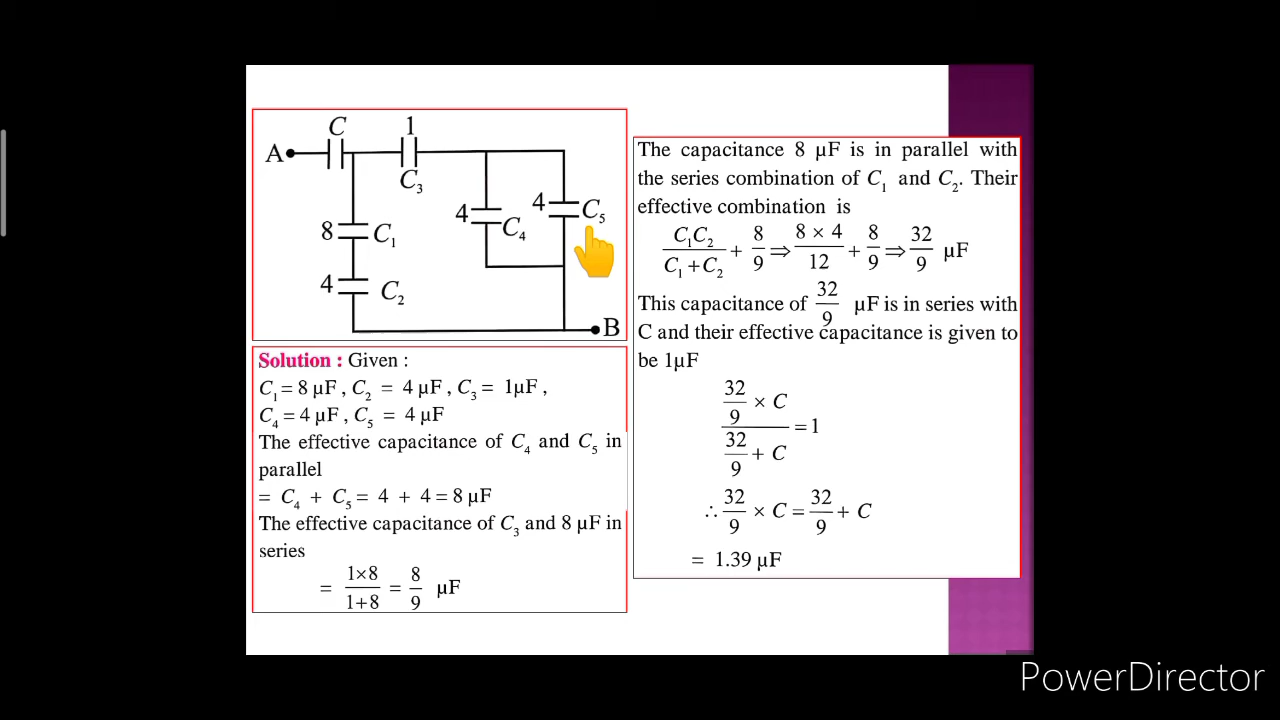 C 1
A
C₃
8 C₁
4 C₄
4 C₅
4 C₂
B
Solution : Given :
C₁ = 8 μF , C₂ = 4 μF , C₃ = 1μF ,
C₄ = 4 μF , C₅ = 4 μF
The effective capacitance of C₄ and C₅ in
parallel
= C₄ + C₅ = 4 + 4 = 8 μF
The effective capacitance of C₃ and 8 μF in
series
= 1×8/1+8 = 8/9 μF
The capacitance 8 μF is in parallel with
the series combination of C₁ and C₂. Their
effective combination is
C₁C₂/C₁+C₂ + 8/9 ⇒ 8 × 4/12 + 8/9 ⇒ 32/9 μF
This capacitance of 32/9 μF is in series with
C and their effective capacitance is given to
be 1μF
32/9 × C / 32/9 + C = 1
∴ 32/9 × C = 32/9 + C
= 1.39 μF
PowerDirector